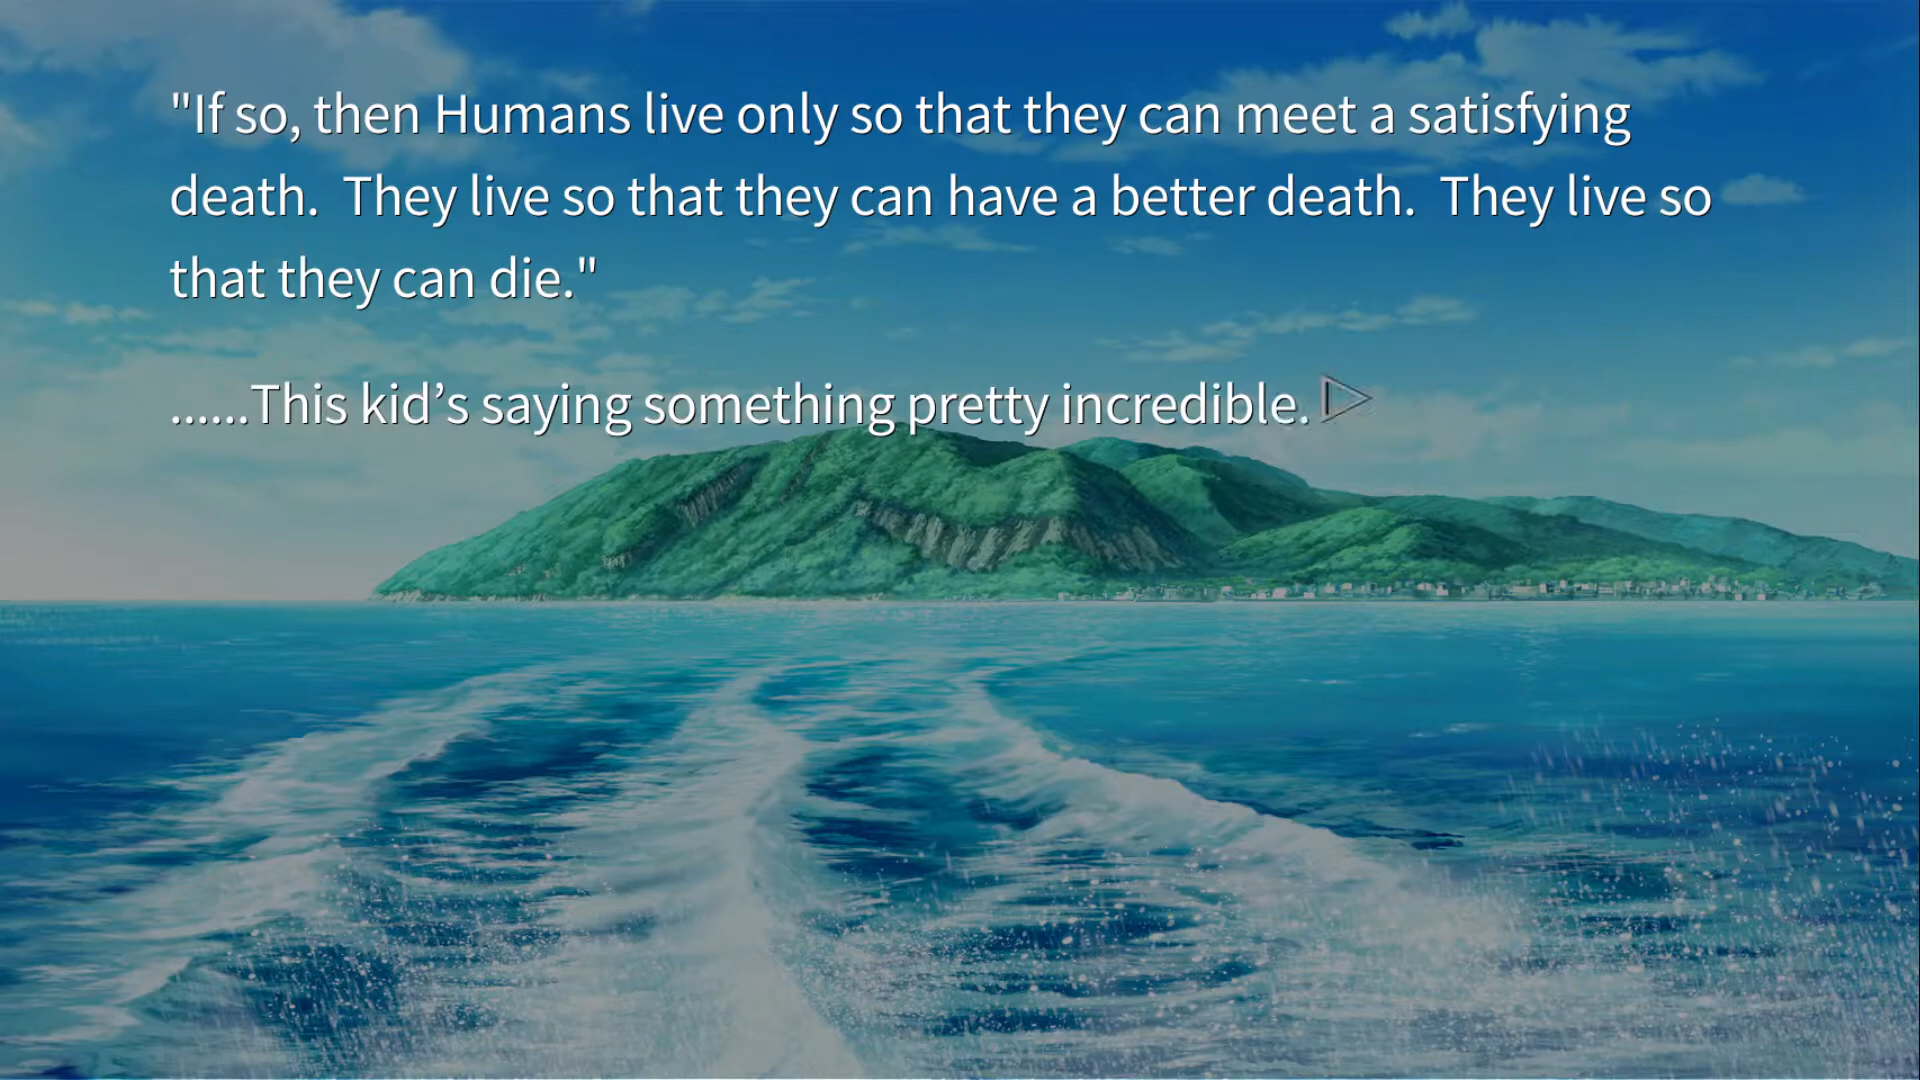 "If so, then Humans live only so that they can meet a satisfying
death.  They live so that they can have a better death.  They live so
that they can die."
......This kid’s saying something pretty incredible.